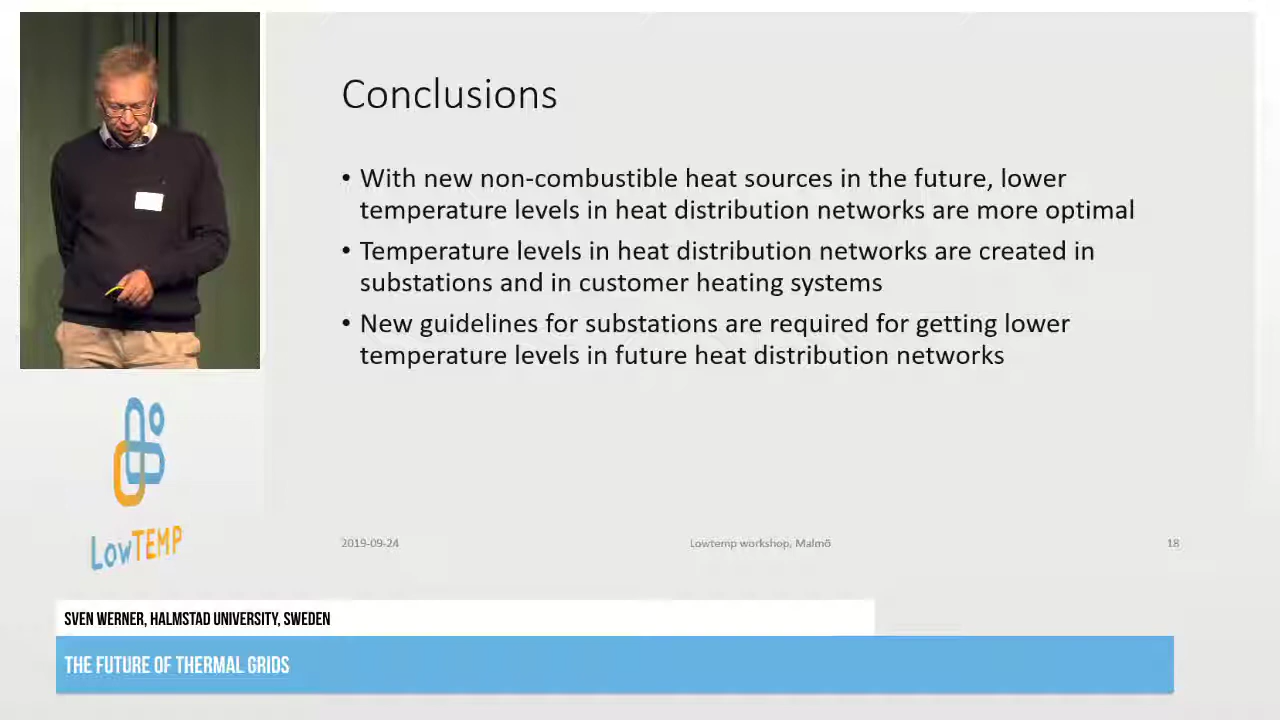 Conclusions
• With new non-combustible heat sources in the future, lower
temperature levels in heat distribution networks are more optimal
• Temperature levels in heat distribution networks are created in
substations and in customer heating systems
• New guidelines for substations are required for getting lower
temperature levels in future heat distribution networks
LowTEMP
2019-09-24
Lowtemp workshop, Malmö
18
SVEN WERNER, HALMSTAD UNIVERSITY, SWEDEN
THE FUTURE OF THERMAL GRIDS